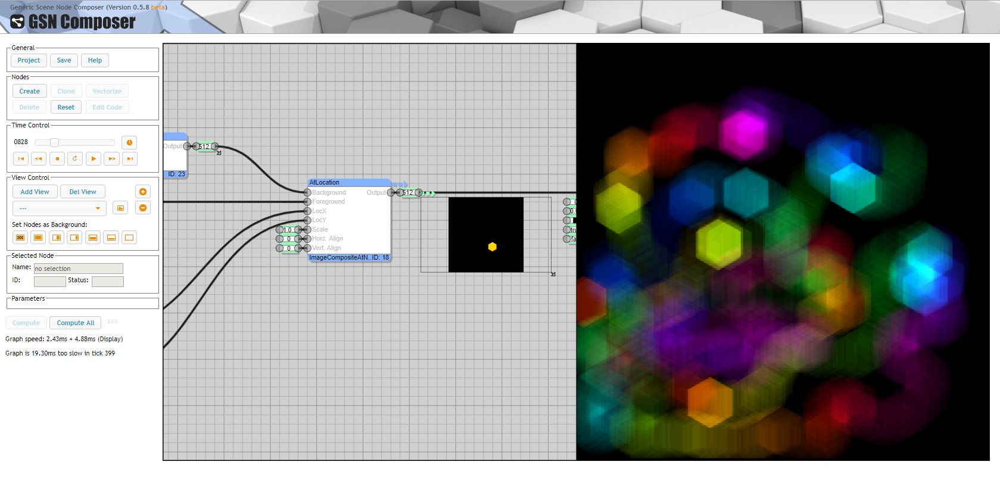 Generic Scene Node Composer (Version 0.5.8 beta)
GSN Composer
General
Project Save Help
Nodes
Create Clone Vectorize
Delete Reset Edit Code
Time Control
0828
View Control
Add View Del View
---
Set Nodes as Background:
Selected Node
Name: no selection
ID: Status:
Parameters
Compute Compute All
Graph speed: 2.43ms + 4.88ms (Display)
Graph is 19.30ms too slow in tick 399
Output 512.
ID: 23
AtLocation
Background Output 512.
Foreground
LocX
LocY
1.0 Scale
0 Horz. Align
0 Vert. Align
ImageCompositeAtN.. ID: 18
0
0.
tru
fa